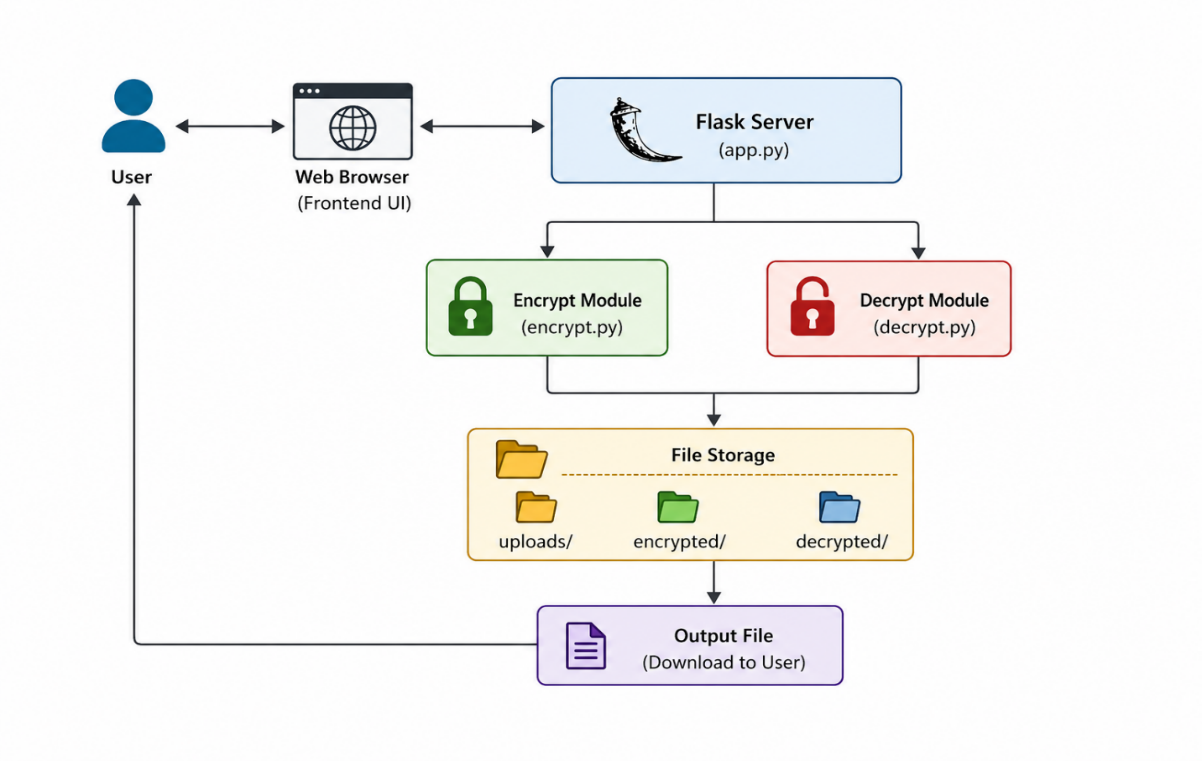 User
Web Browser
(Frontend UI)
Flask Server
(app.py)
Encrypt Module
(encrypt.py)
Decrypt Module
(decrypt.py)
File Storage
uploads/
encrypted/
decrypted/
Output File
(Download to User)